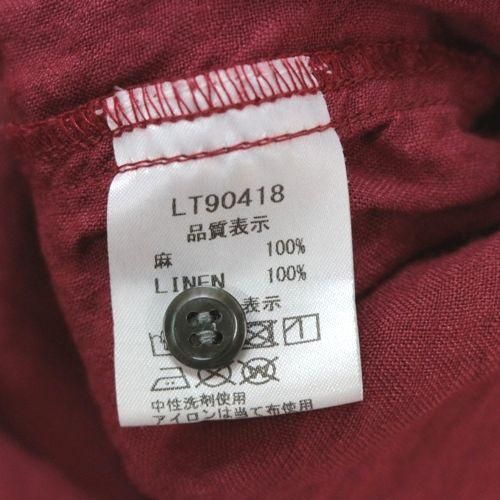 LT90418
品質表示
麻 100%
LINEN 100%
表示
中性洗剤使用
アイロンは当て布使用